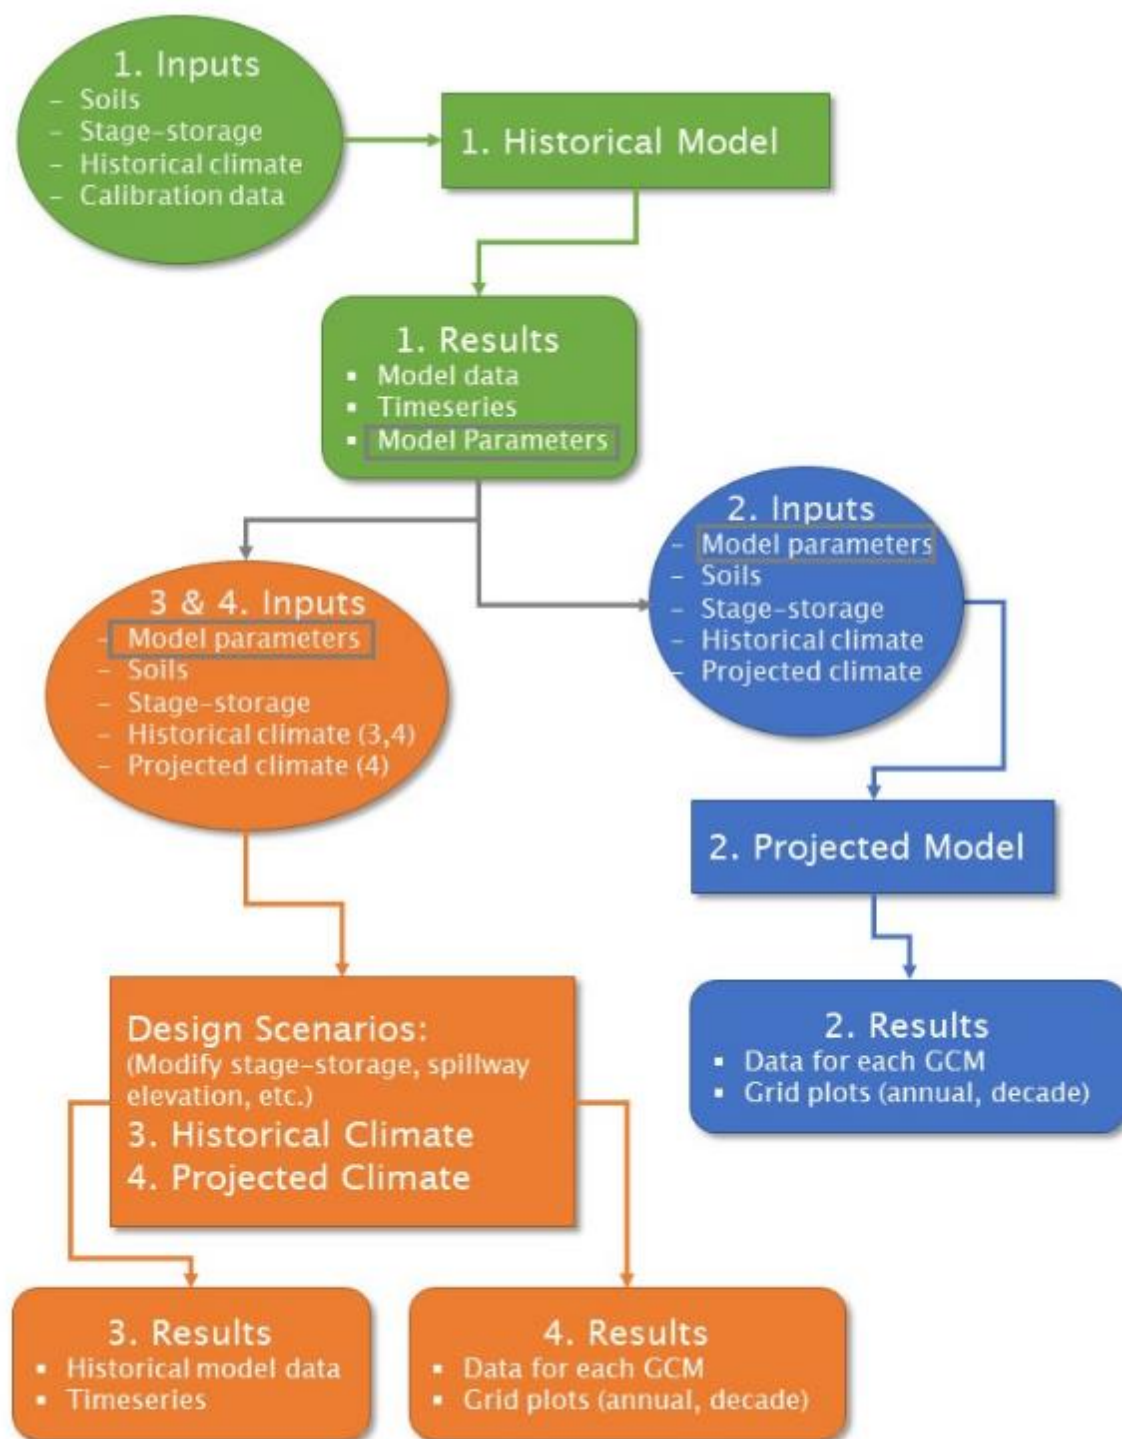 1. Inputs
– Soils
– Stage-storage
– Historical climate
– Calibration data
1. Historical Model
1. Results
▪ Model data
▪ Timeseries
▪ Model Parameters
2. Inputs
– Model parameters
– Soils
– Stage-storage
– Historical climate
– Projected climate
3 & 4. Inputs
– Model parameters
– Soils
– Stage-storage
– Historical climate (3,4)
– Projected climate (4)
2. Projected Model
2. Results
▪ Data for each GCM
▪ Grid plots (annual, decade)
Design Scenarios:
(Modify stage-storage, spillway
elevation, etc.)
3. Historical Climate
4. Projected Climate
3. Results
▪ Historical model data
▪ Timeseries
4. Results
▪ Data for each GCM
▪ Grid plots (annual, decade)